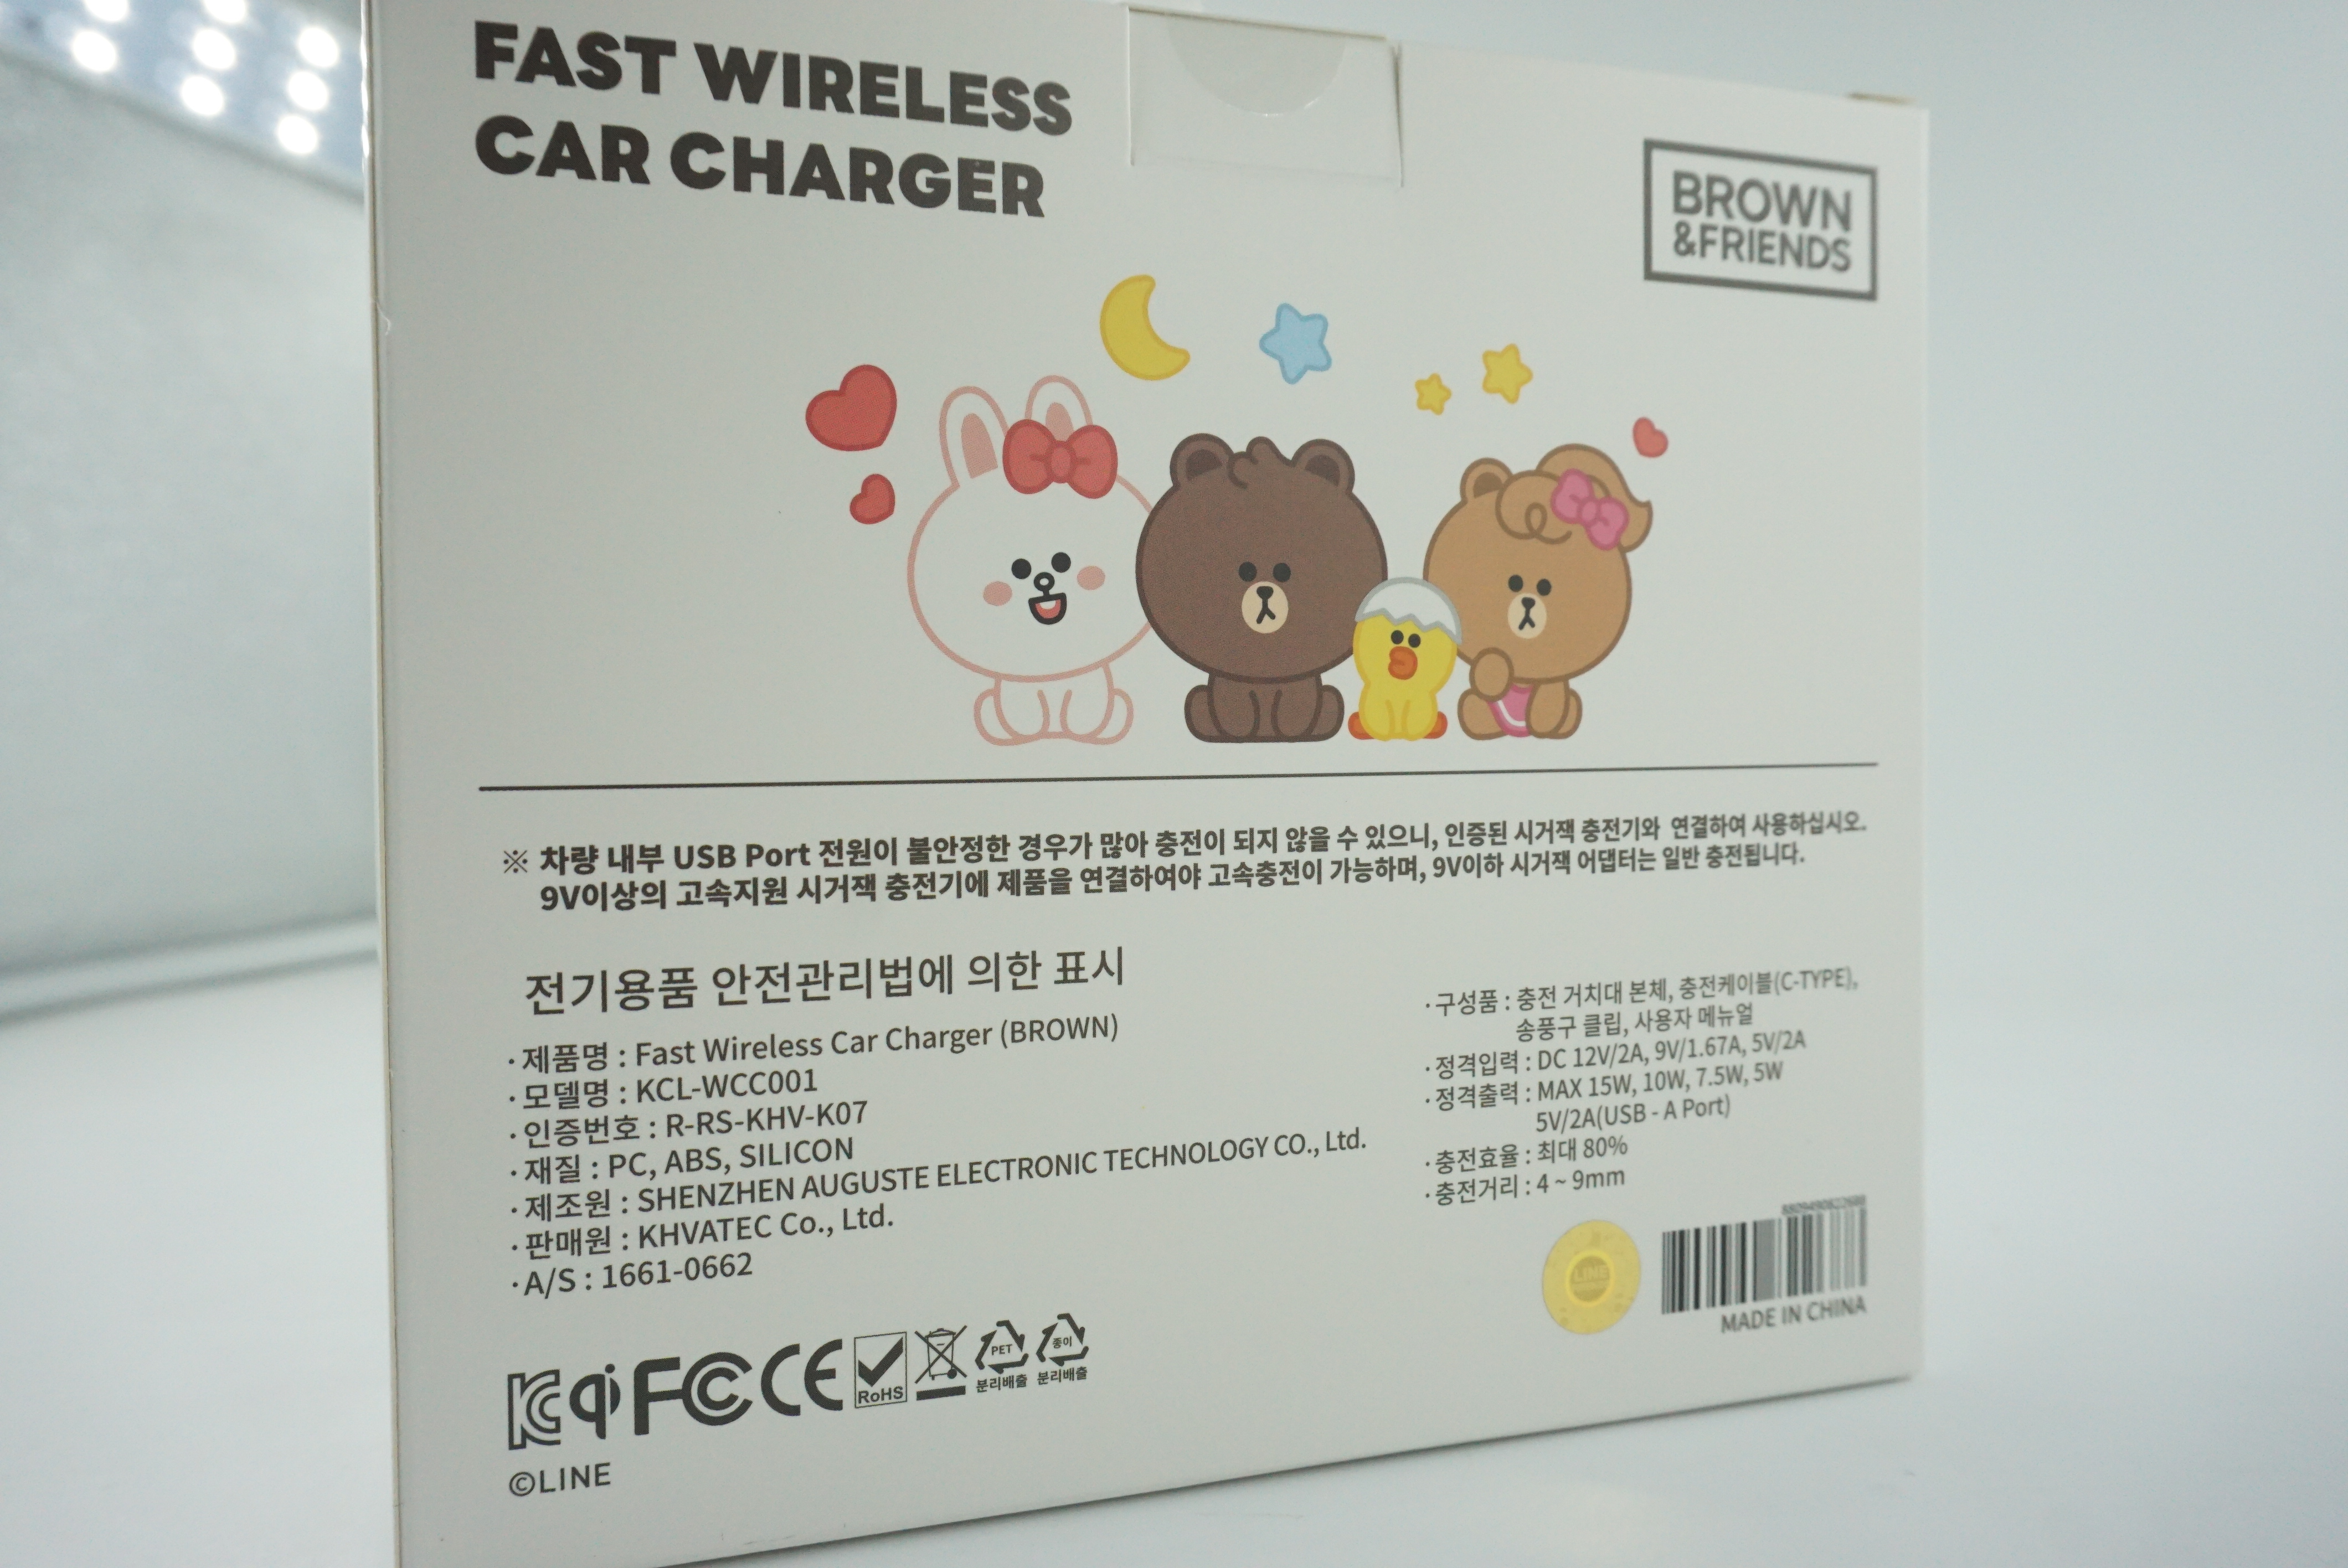 FAST WIRELESS
CAR CHARGER
BROWN
&FRIENDS
※ 차량 내부 USB Port 전원이 불안정한 경우가 많아 충전이 되지 않을 수 있으니, 인증된 시거잭 충전기와 연결하여 사용하십시오.
9V이상의 고속지원 시거잭 충전기에 제품을 연결하여야 고속충전이 가능하며, 9V이하 시거잭 어댑터는 일반 충전됩니다.
전기용품 안전관리법에 의한 표시
· 제품명 : Fast Wireless Car Charger (BROWN)
· 모델명 : KCL-WCC001
· 인증번호 : R-RS-KHV-K07
· 재질 : PC, ABS, SILICON
· 제조원 : SHENZHEN AUGUSTE ELECTRONIC TECHNOLOGY CO., Ltd.
· 판매원 : KHVATEC Co., Ltd.
· A/S : 1661-0662
· 구성품 : 충전 거치대 본체, 충전케이블(C-TYPE),
송풍구 클립, 사용자 메뉴얼
· 정격입력 : DC 12V/2A, 9V/1.67A, 5V/2A
· 정격출력 : MAX 15W, 10W, 7.5W, 5W
5V/2A(USB - A Port)
· 충전효율 : 최대 80%
· 충전거리 : 4 ~ 9mm
LINE
MADE IN CHINA
KC qi FC CE RoHS
PET 종이
분리배출 분리배출
©LINE